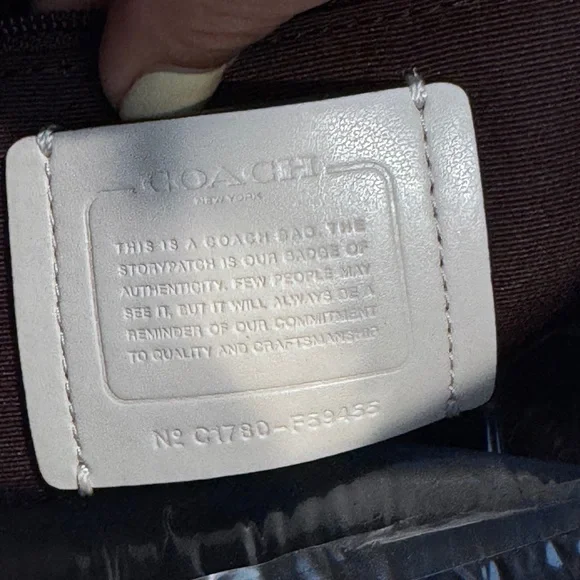 COACH
NEW YORK
THIS IS A COACH BAG. THE
STORYPATCH IS OUR BADGE OF
AUTHENTICITY. FEW PEOPLE MAY
SEE IT, BUT IT WILL ALWAYS BE A
REMINDER OF OUR COMMITMENT
TO QUALITY AND CRAFTSMANSHIP
Nº C1780-F59466